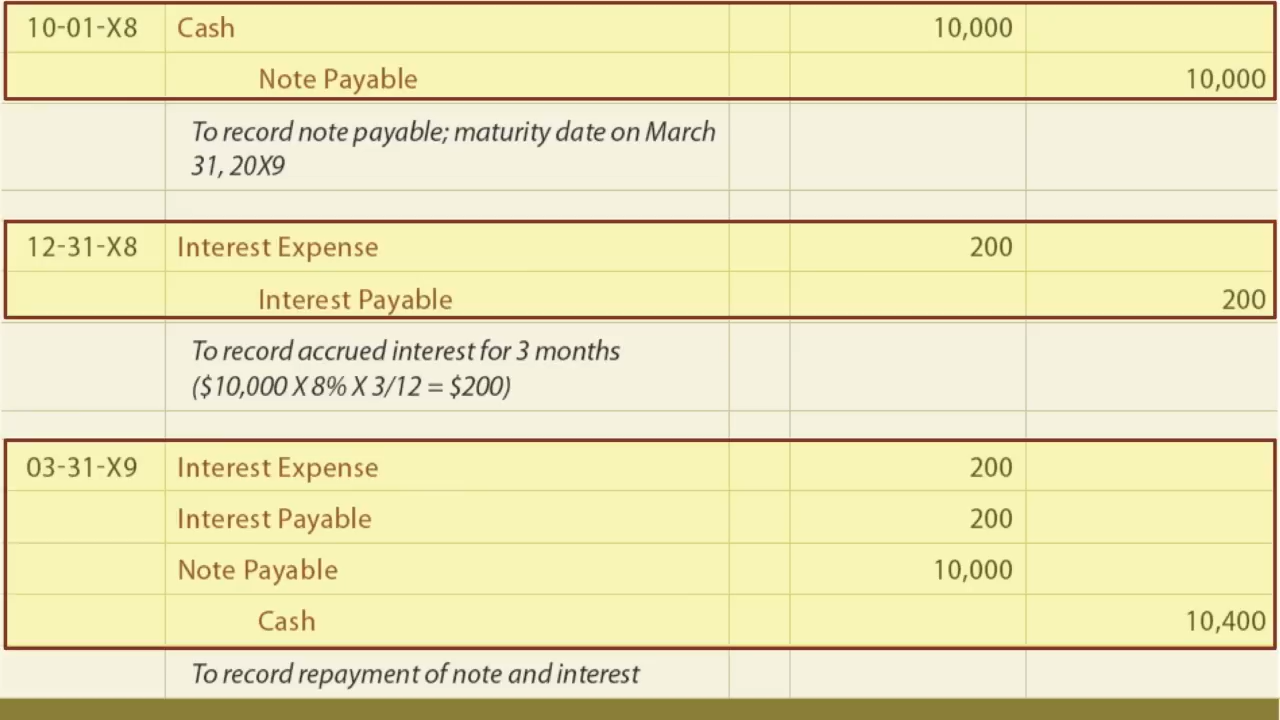 10-01-X8 Cash 10,000
Note Payable 10,000
To record note payable; maturity date on March
31, 20X9
12-31-X8 Interest Expense 200
Interest Payable 200
To record accrued interest for 3 months
($10,000 X 8% X 3/12 = $200)
03-31-X9 Interest Expense 200
Interest Payable 200
Note Payable 10,000
Cash 10,400
To record repayment of note and interest